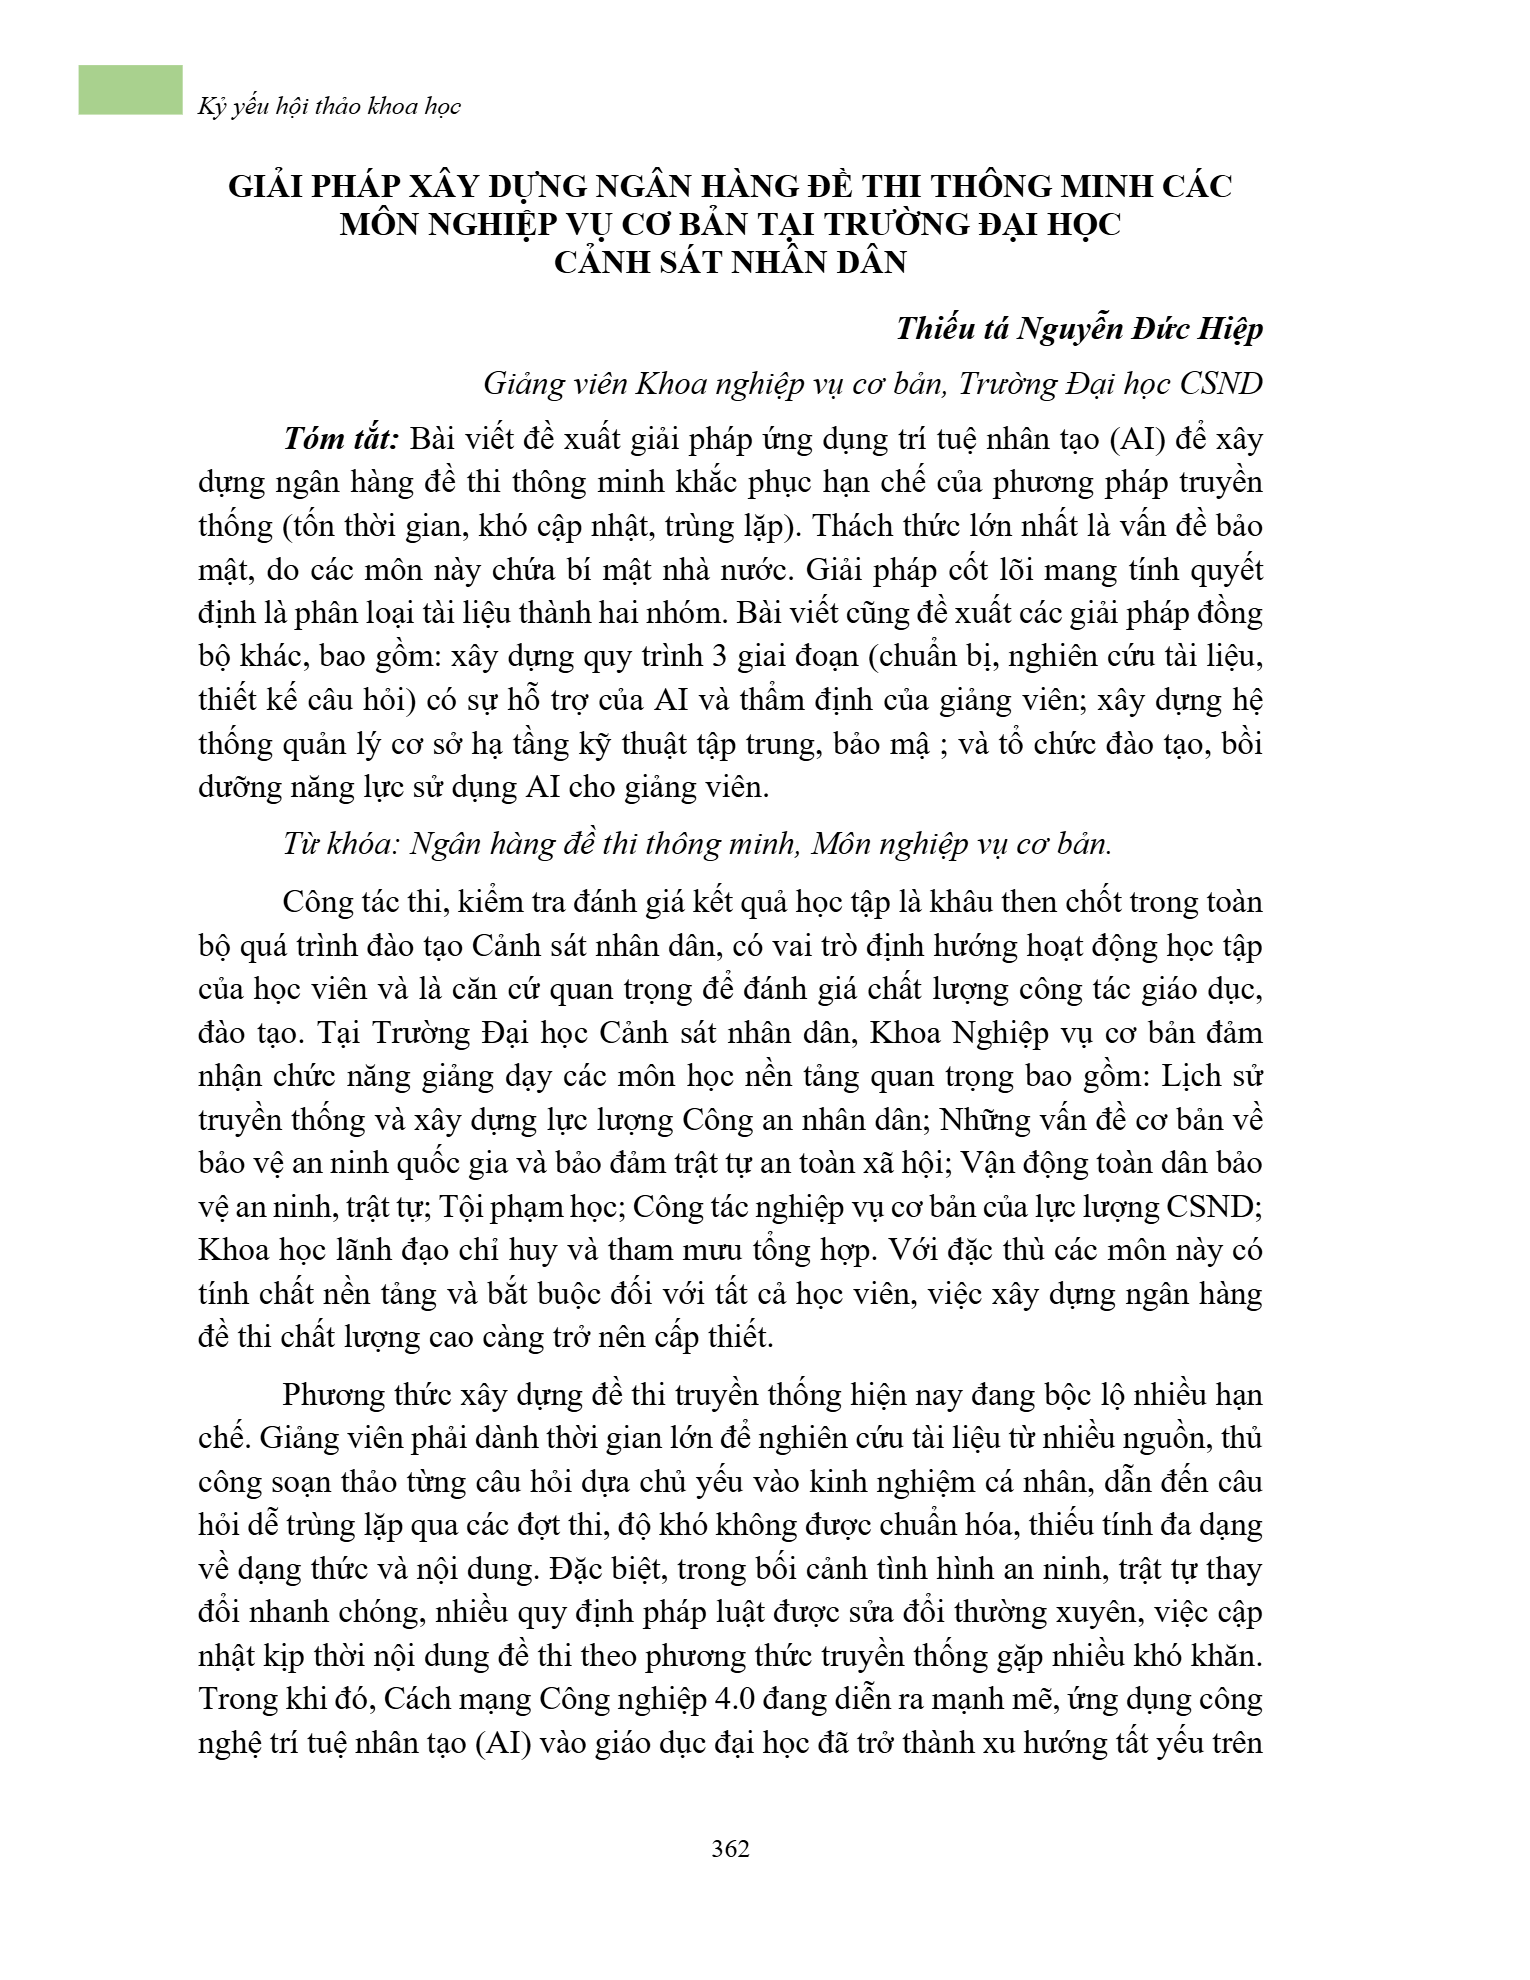 Kỷ yếu hội thảo khoa học
GIẢI PHÁP XÂY DỰNG NGÂN HÀNG ĐỀ THI THÔNG MINH CÁC
MÔN NGHIỆP VỤ CƠ BẢN TẠI TRƯỜNG ĐẠI HỌC
CẢNH SÁT NHÂN DÂN
Thiếu tá Nguyễn Đức Hiệp
Giảng viên Khoa nghiệp vụ cơ bản, Trường Đại học CSND
Tóm tắt: Bài viết đề xuất giải pháp ứng dụng trí tuệ nhân tạo (AI) để xây
dựng ngân hàng đề thi thông minh khắc phục hạn chế của phương pháp truyền
thống (tốn thời gian, khó cập nhật, trùng lặp). Thách thức lớn nhất là vấn đề bảo
mật, do các môn này chứa bí mật nhà nước. Giải pháp cốt lõi mang tính quyết
định là phân loại tài liệu thành hai nhóm. Bài viết cũng đề xuất các giải pháp đồng
bộ khác, bao gồm: xây dựng quy trình 3 giai đoạn (chuẩn bị, nghiên cứu tài liệu,
thiết kế câu hỏi) có sự hỗ trợ của AI và thẩm định của giảng viên; xây dựng hệ
thống quản lý cơ sở hạ tầng kỹ thuật tập trung, bảo mậ ; và tổ chức đào tạo, bồi
dưỡng năng lực sử dụng AI cho giảng viên.
Từ khóa: Ngân hàng đề thi thông minh, Môn nghiệp vụ cơ bản.
Công tác thi, kiểm tra đánh giá kết quả học tập là khâu then chốt trong toàn
bộ quá trình đào tạo Cảnh sát nhân dân, có vai trò định hướng hoạt động học tập
của học viên và là căn cứ quan trọng để đánh giá chất lượng công tác giáo dục,
đào tạo. Tại Trường Đại học Cảnh sát nhân dân, Khoa Nghiệp vụ cơ bản đảm
nhận chức năng giảng dạy các môn học nền tảng quan trọng bao gồm: Lịch sử
truyền thống và xây dựng lực lượng Công an nhân dân; Những vấn đề cơ bản về
bảo vệ an ninh quốc gia và bảo đảm trật tự an toàn xã hội; Vận động toàn dân bảo
vệ an ninh, trật tự; Tội phạm học; Công tác nghiệp vụ cơ bản của lực lượng CSND;
Khoa học lãnh đạo chỉ huy và tham mưu tổng hợp. Với đặc thù các môn này có
tính chất nền tảng và bắt buộc đối với tất cả học viên, việc xây dựng ngân hàng
đề thi chất lượng cao càng trở nên cấp thiết.
Phương thức xây dựng đề thi truyền thống hiện nay đang bộc lộ nhiều hạn
chế. Giảng viên phải dành thời gian lớn để nghiên cứu tài liệu từ nhiều nguồn, thủ
công soạn thảo từng câu hỏi dựa chủ yếu vào kinh nghiệm cá nhân, dẫn đến câu
hỏi dễ trùng lặp qua các đợt thi, độ khó không được chuẩn hóa, thiếu tính đa dạng
về dạng thức và nội dung. Đặc biệt, trong bối cảnh tình hình an ninh, trật tự thay
đổi nhanh chóng, nhiều quy định pháp luật được sửa đổi thường xuyên, việc cập
nhật kịp thời nội dung đề thi theo phương thức truyền thống gặp nhiều khó khăn.
Trong khi đó, Cách mạng Công nghiệp 4.0 đang diễn ra mạnh mẽ, ứng dụng công
nghệ trí tuệ nhân tạo (AI) vào giáo dục đại học đã trở thành xu hướng tất yếu trên
362